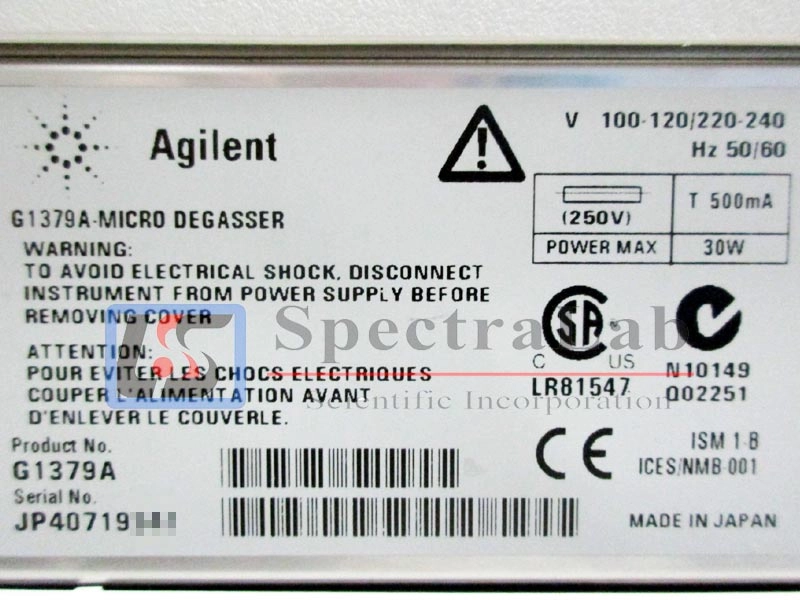 Agilent
V 100-120/220-240
Hz 50/60
(250V)
T 500mA
POWER MAX
30W
G1379A-MICRO DEGASSER
WARNING:
TO AVOID ELECTRICAL SHOCK, DISCONNECT
INSTRUMENT FROM POWER SUPPLY BEFORE
REMOVING COVER
ATTENTION:
POUR EVITER LES CHOCS ELECTRIQUES
COUPER L'ALIMENTATION AVANT
D'ENLEVER LE COUVERLE.
SpectraLab
Scientific Incorporation
SA
C US
LR81547
N10149
Q02251
CE
ISM 1-B
ICES/NMB-001
Product No.
G1379A
Serial No.
JP40719
MADE IN JAPAN